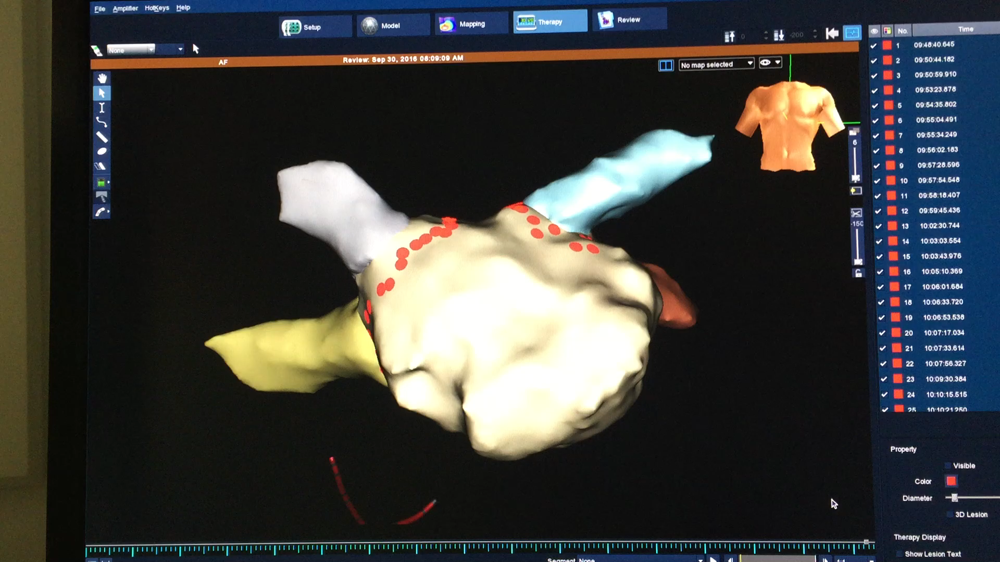 File Amplifier HotKeys Help
Setup Model Mapping Therapy Review
0 -200
None
AF Review: Sep 30, 2016 08:09:09 AM
No map selected
6
-150
No. Time
1 09:48:40.645
2 09:50:44.182
3 09:50:59.910
4 09:53:23.878
5 09:54:35.802
6 09:55:04.491
7 09:55:34.249
8 09:56:02.183
9 09:57:28.596
10 09:57:54.548
11 09:58:18.407
12 09:59:45.436
13 10:02:30.744
14 10:03:03.554
15 10:03:43.976
16 10:05:10.369
17 10:06:01.684
18 10:06:33.720
19 10:06:53.538
20 10:07:17.034
21 10:07:33.614
22 10:07:56.327
23 10:09:30.384
24 10:10:15.515
25 10:10:21.250
Property
Visible
Color
Diameter
3D Lesion
Therapy Display
Show Lesion Text
Segment None
1:1